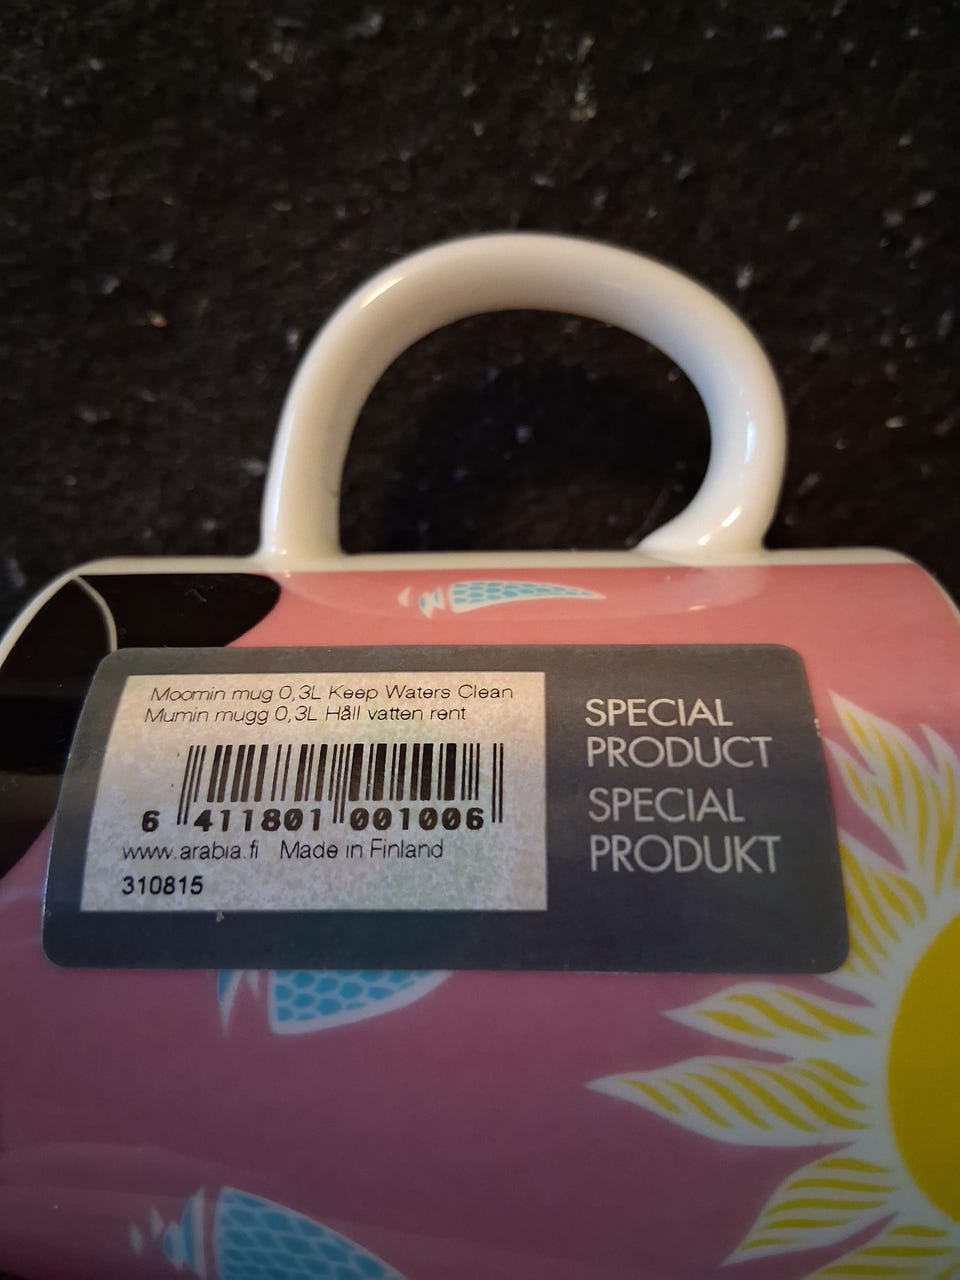 Moomin mug 0,3L Keep Waters Clean
Mumin mugg 0,3L Håll vatten rent
6 411801 001006
www.arabia.fi Made in Finland
310815
SPECIAL
PRODUCT
SPECIAL
PRODUKT